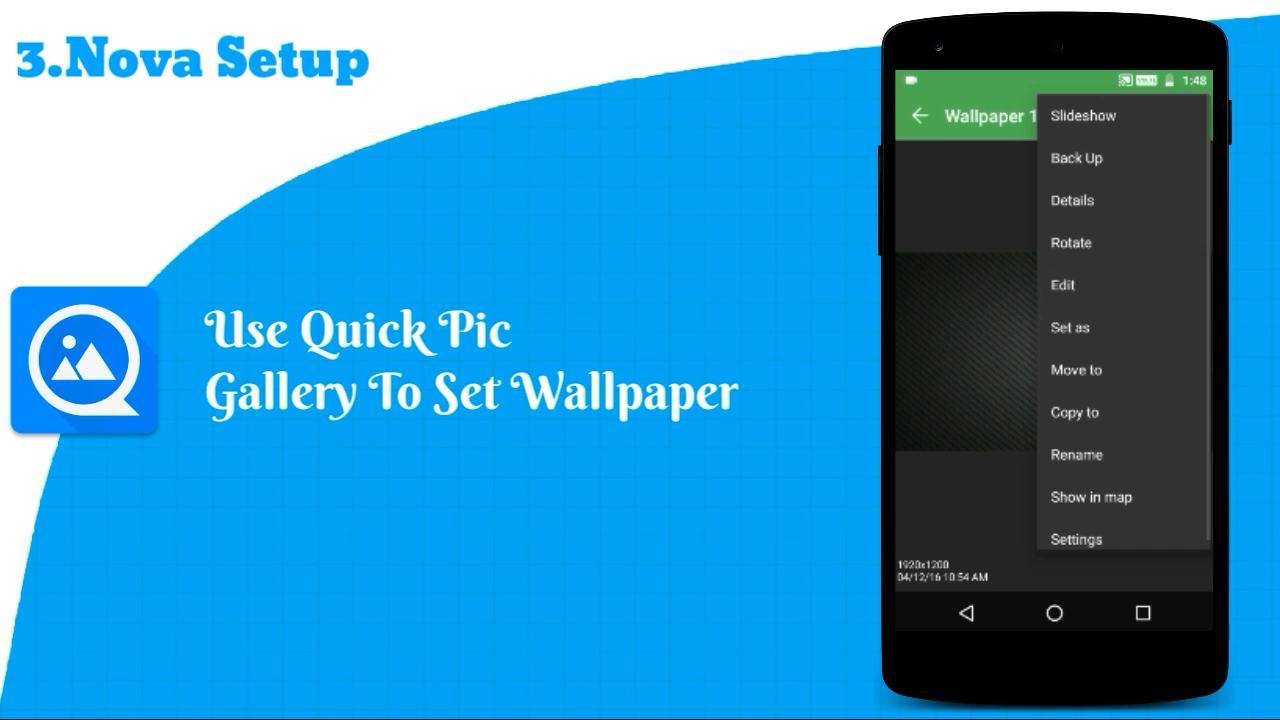 3.Nova Setup
Use Quick Pic
Gallery To Set Wallpaper
1:48
Wallpaper 1
Slideshow
Back Up
Details
Rotate
Edit
Set as
Move to
Copy to
Rename
Show in map
Settings
1920x1200
04/12/16 10:54 AM